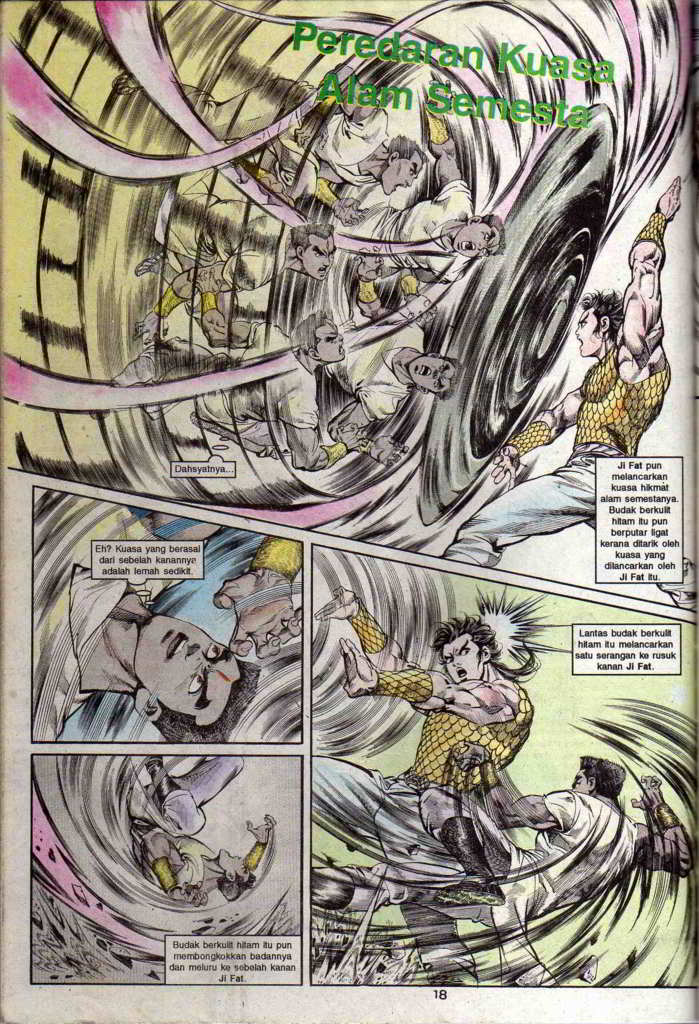 Peredaran Kuasa
Alam Semesta
Dahsyatnya...
Ji Fat pun
melancarkan
kuasa hikmat
alam semestanya.
Budak berkulit
hitam itu pun
berputar ligat
kerana ditarik oleh
kuasa yang
dilancarkan oleh
Ji Fat itu.
Eh? Kuasa yang berasal
dari sebelah kanannya
adalah lemah sedikit.
Lantas budak berkulit
hitam itu melancarkan
satu serangan ke rusuk
kanan Ji Fat.
Budak berkulit hitam itu pun
membongkokkan badannya
dan meluru ke sebelah kanan
Ji Fat.
18